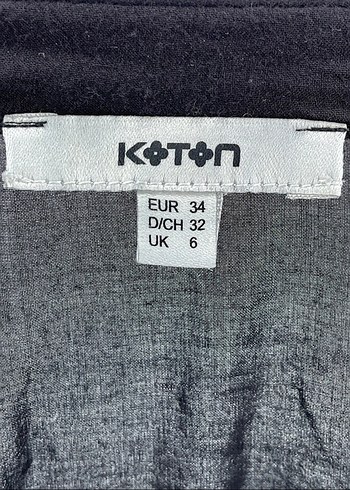 KOTON
EUR 34
D/CH 32
UK 6